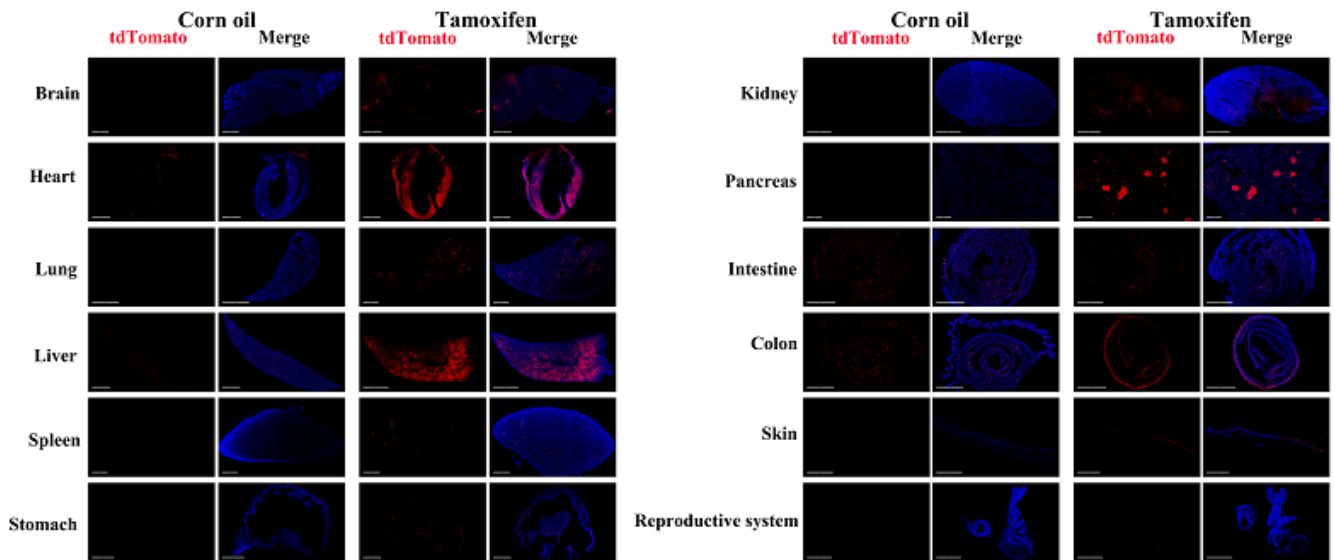 Corn oil Tamoxifen Corn oil Tamoxifen
tdTomato Merge tdTomato Merge tdTomato Merge tdTomato Merge
Brain Kidney
Heart Pancreas
Lung Intestine
Liver Colon
Spleen Skin
Stomach Reproductive system